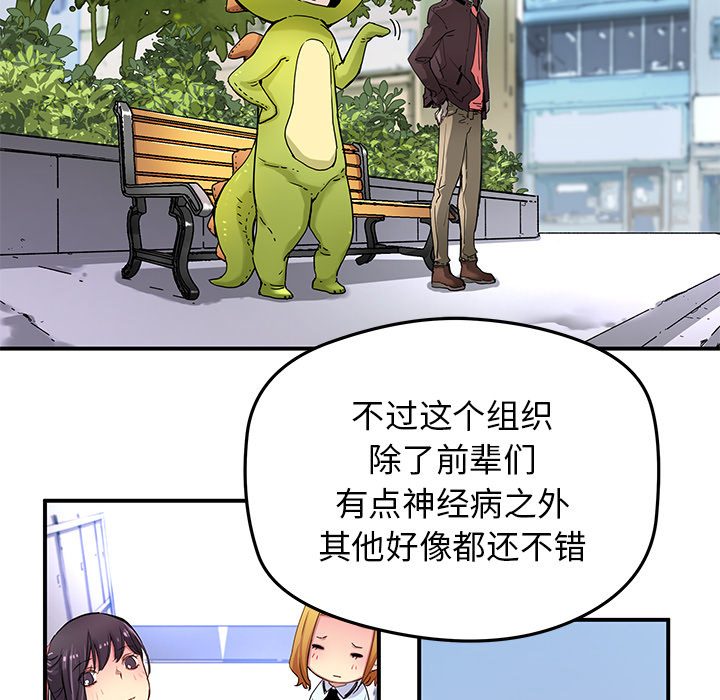 不过这个组织
除了前辈们
有点神经病之外
其他好像都还不错